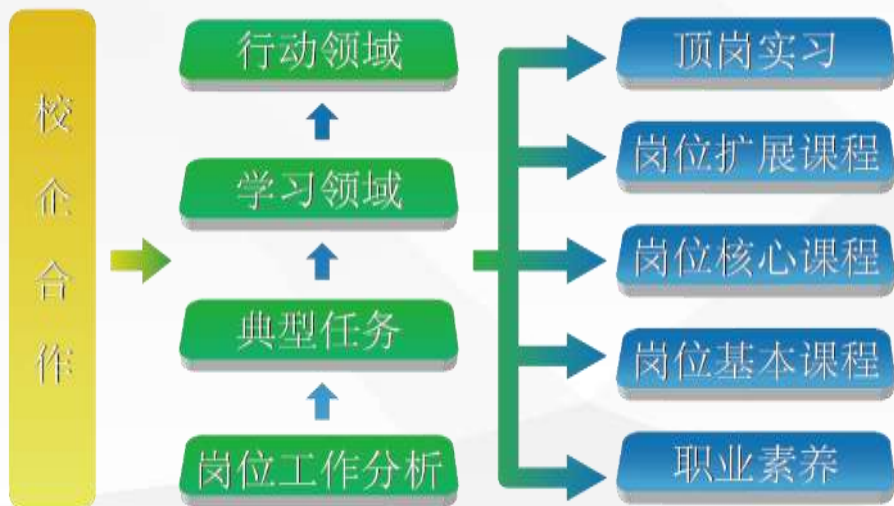 校企合作
行动领域
学习领域
典型任务
岗位工作分析
顶岗实习
岗位扩展课程
岗位核心课程
岗位基本课程
职业素养